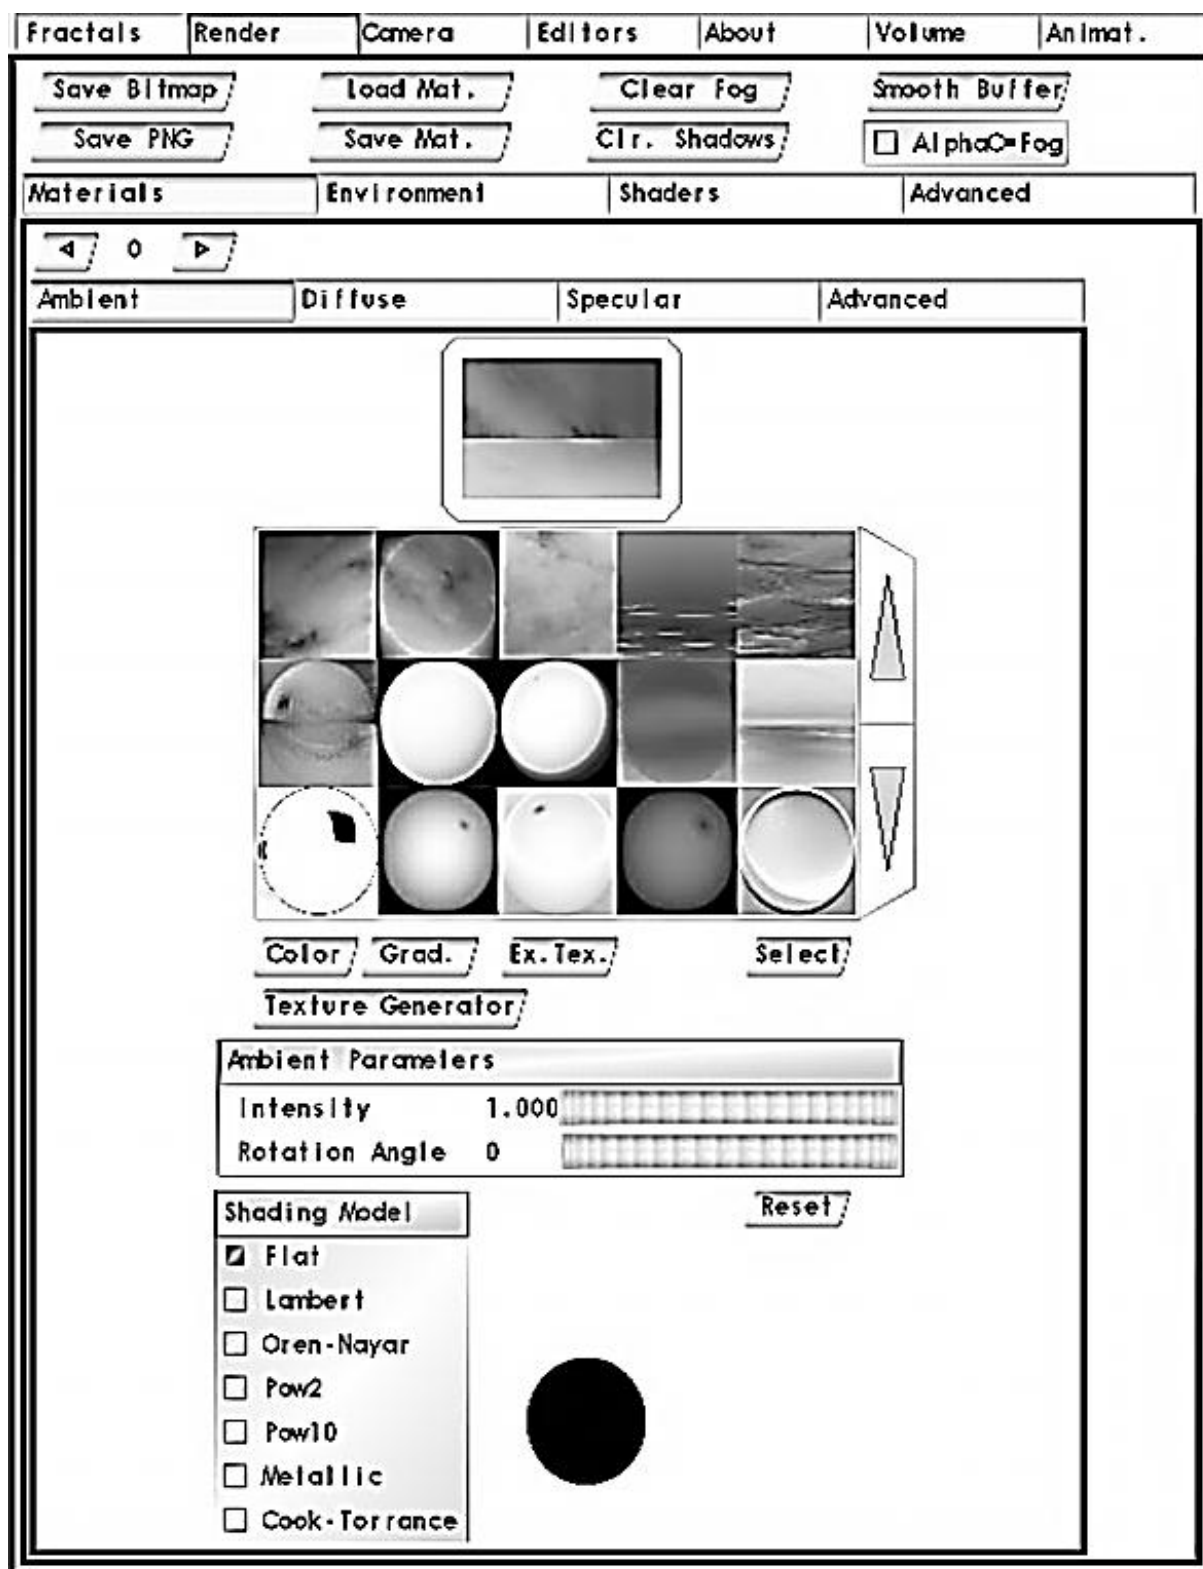 Fractals Render Camera Editors About Volume Animat.
Save Bitmap Load Mat. Clear Fog Smooth Buffer
Save PNG Save Mat. Clr. Shadows AlphaC=Fog
Materials Environment Shaders Advanced
0
Ambient Diffuse Specular Advanced
Color Grad. Ex.Tex. Select
Texture Generator
Ambient Parameters
Intensity 1.000
Rotation Angle 0
Shading Model Reset
Flat
Lambert
Oren-Nayar
Pow2
Pow10
Metallic
Cook-Torrance